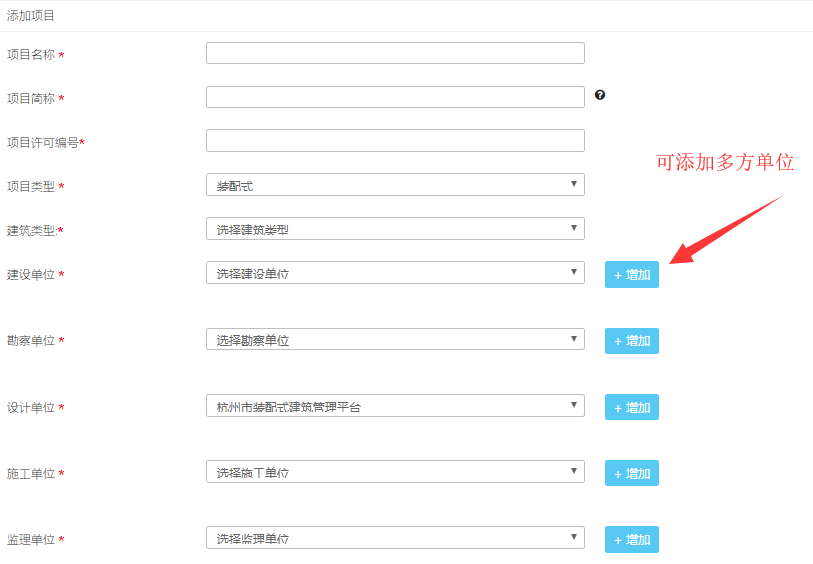 添加项目
项目名称 *
项目简称 *
项目许可编号*
可添加多方单位
项目类型 * 装配式
建筑类型:* 选择建筑类型
建设单位 * 选择建设单位 + 增加
勘察单位 * 选择勘察单位 + 增加
设计单位 * 杭州市装配式建筑管理平台 + 增加
施工单位 * 选择施工单位 + 增加
监理单位 * 选择监理单位 + 增加